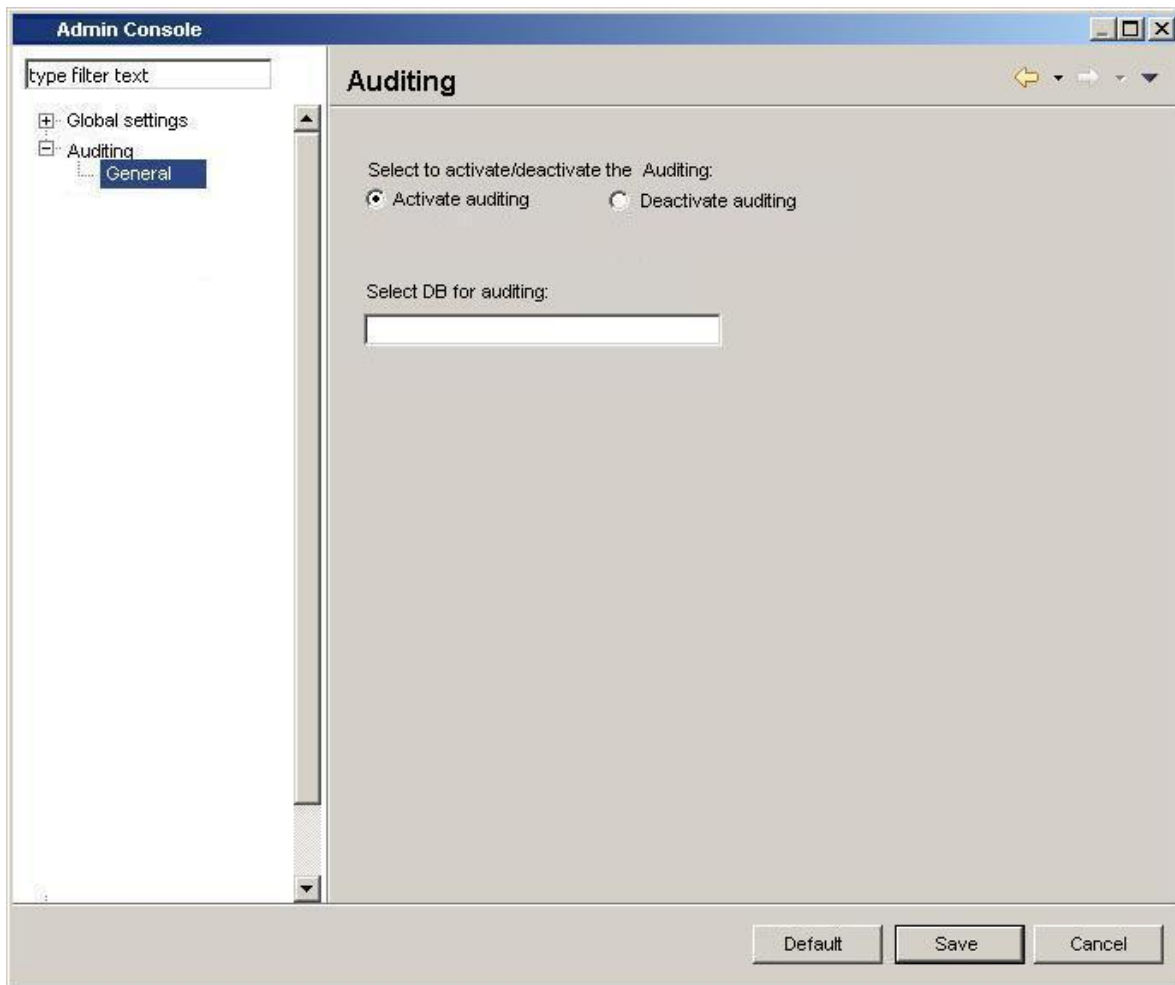 Admin Console
type filter text
Auditing
Global settings
Auditing
General
Select to activate/deactivate the Auditing:
Activate auditing Deactivate auditing
Select DB for auditing:
Default Save Cancel